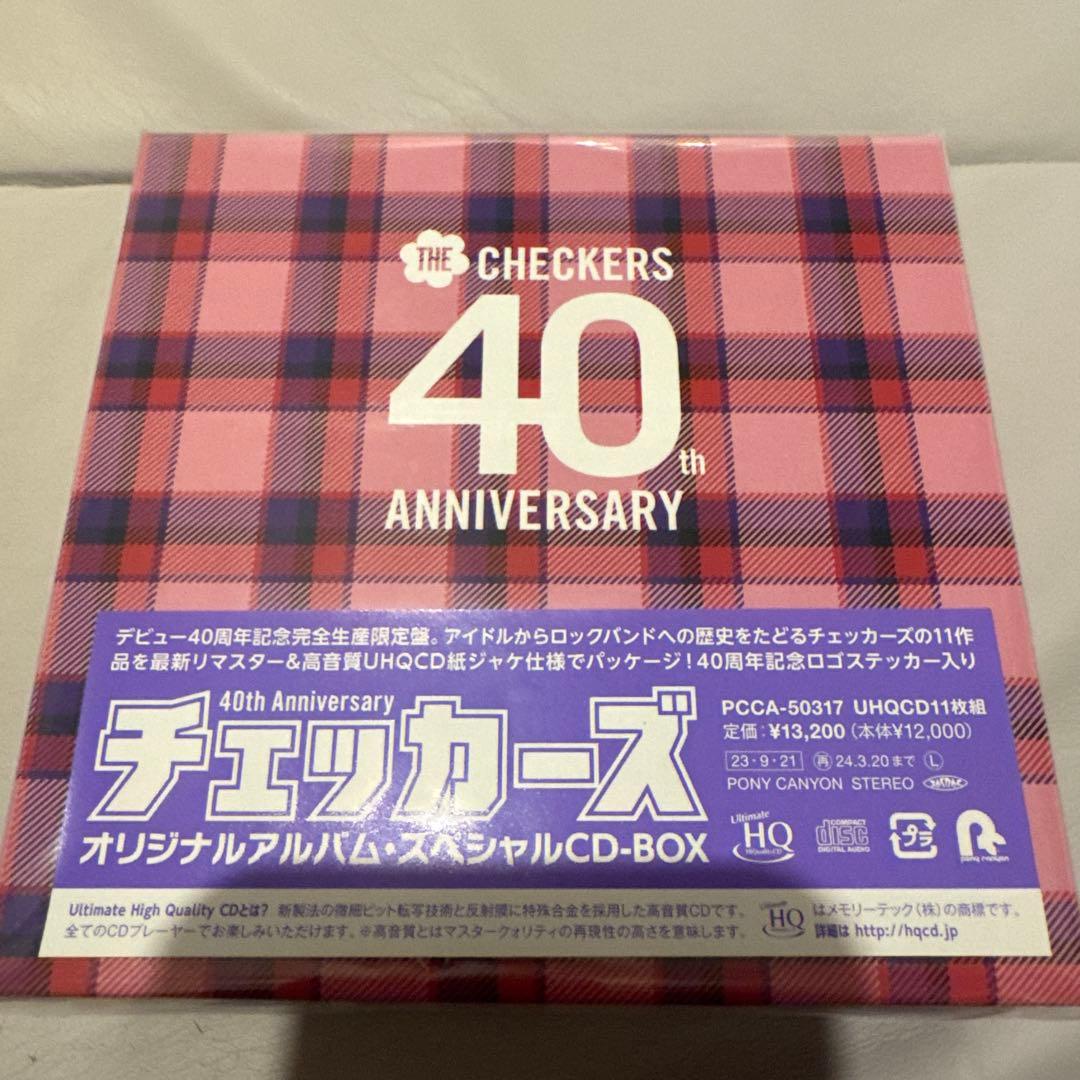 THE CHECKERS
40th
ANNIVERSARY
デビュー40周年記念完全生産限定盤。アイドルからロックバンドへの歴史をたどるチェッカーズの11作
品を最新リマスター&高音質UHQCD紙ジャケ仕様でパッケージ!40周年記念ロゴステッカー入り
40th Anniversary
チェッカーズ
オリジナルアルバム・スペシャルCD-BOX
PCCA-50317 UHQCD11枚組
定価:¥13,200(本体¥12,000)
23・9・21 再 24.3.20まで L
PONY CANYON STEREO
Ultimate
HQ
HiQualityCD
COMPACT
disc
DIGITAL AUDIO
プラ
pony canyon
Ultimate High Quality CDとは? 新製法の微細ピット転写技術と反射膜に特殊合金を採用した高音質CDです。
全てのCDプレーヤーでお楽しみいただけます。※高音質とはマスタークォリティの再現性の高さを意味します。
Ultimate
HQ
はメモリーテック(株)の商標です。
詳細は http://hqcd.jp